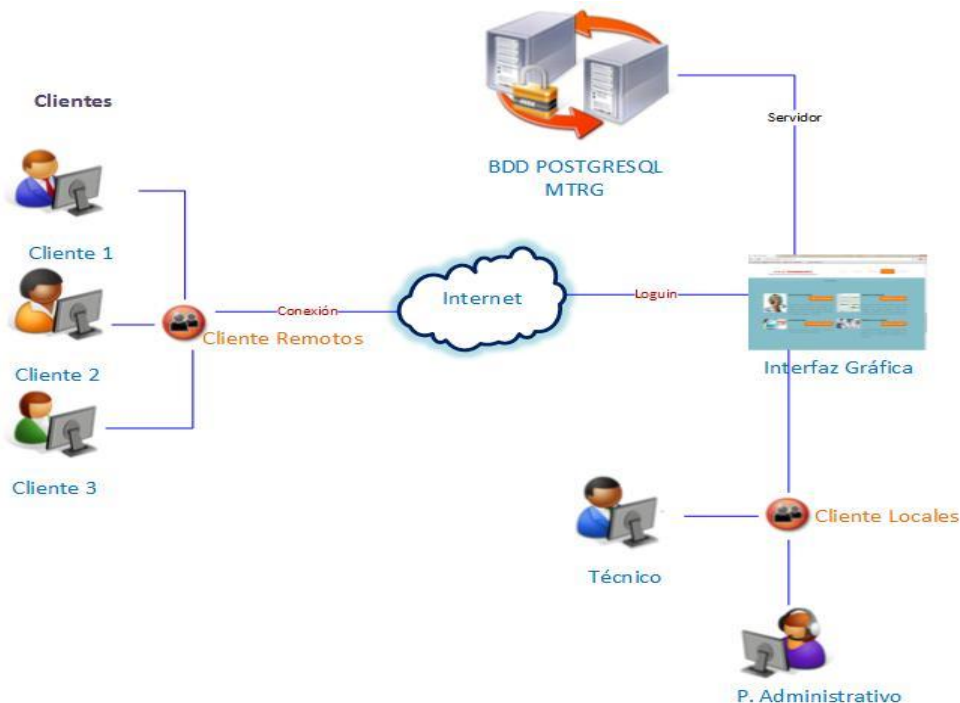 Clientes
Servidor
BDD POSTGRESQL
MTRG
Cliente 1
Internet
Loguin
Conexión
Cliente Remotos
Cliente 2
Interfaz Gráfica
Cliente 3
Cliente Locales
Técnico
P. Administrativo